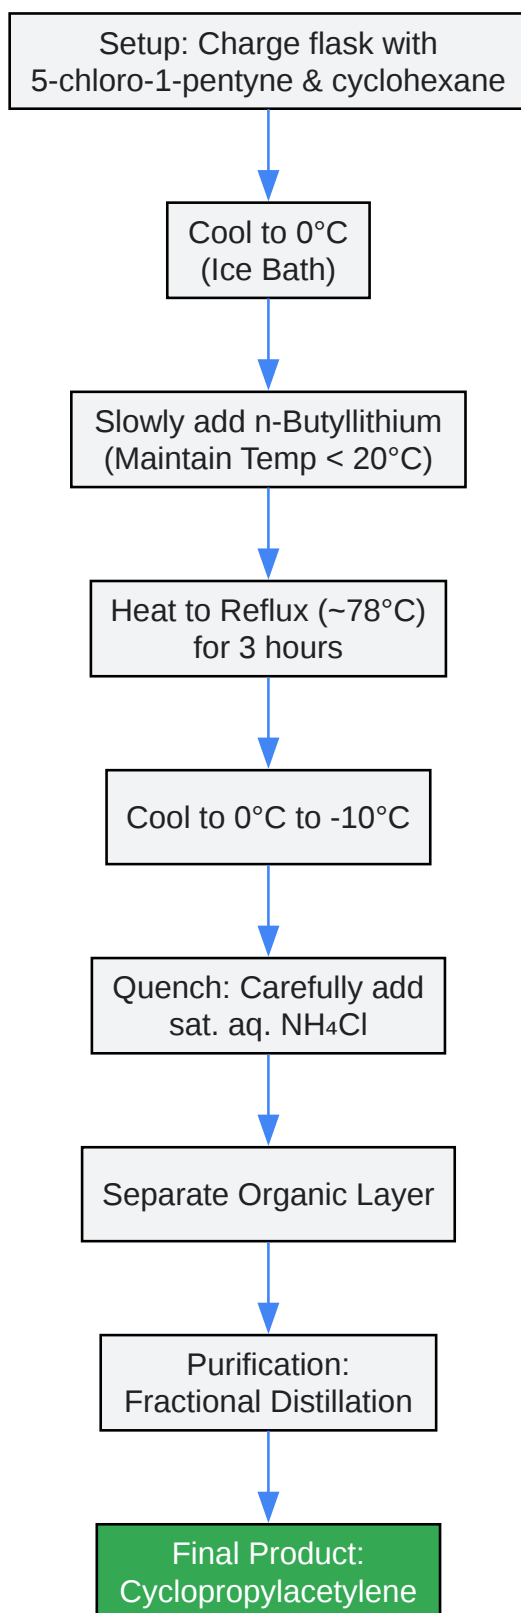 Setup: Charge flask with
5-chloro-1-pentyne & cyclohexane
Cool to 0°C
(Ice Bath)
Slowly add n-Butyllithium
(Maintain Temp < 20°C)
Heat to Reflux (~78°C)
for 3 hours
Cool to 0°C to -10°C
Quench: Carefully add
sat. aq. NH₄Cl
Separate Organic Layer
Purification:
Fractional Distillation
Final Product:
Cyclopropylacetylene